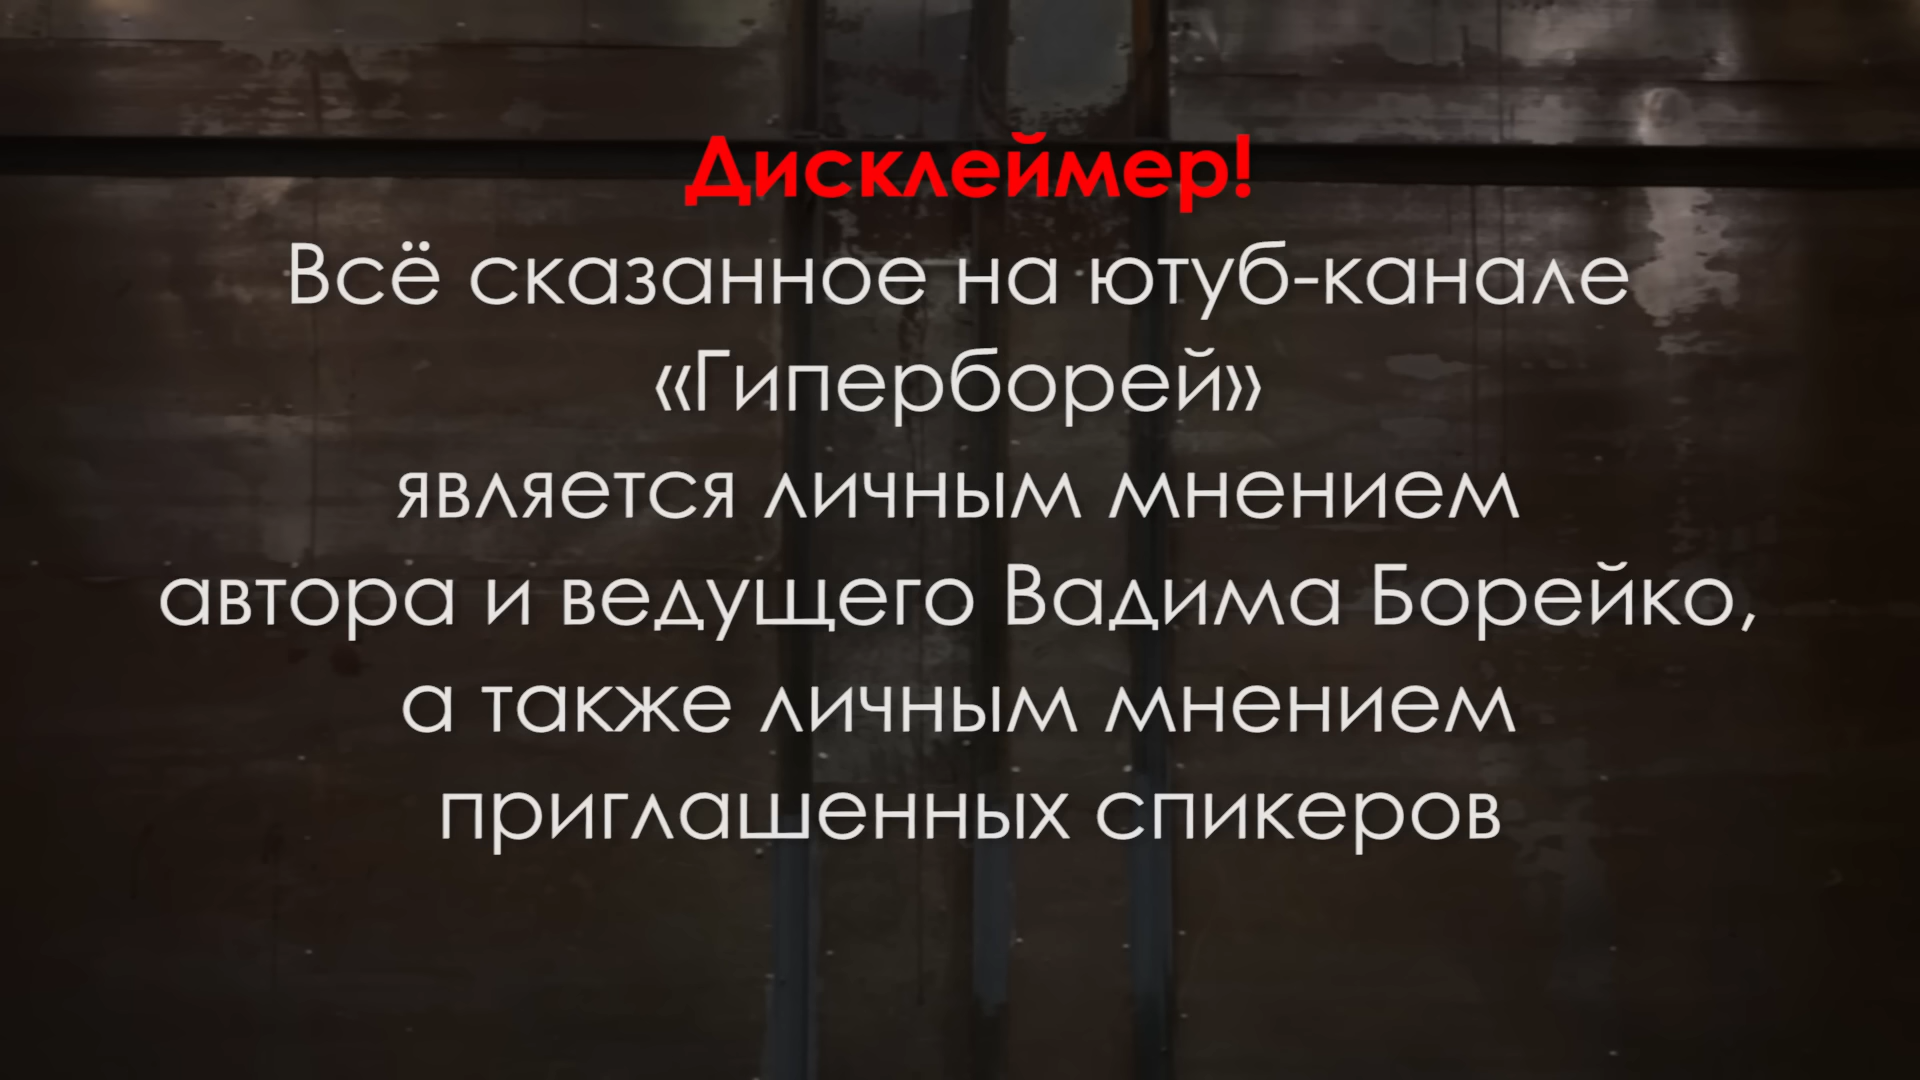 Дисклеймер!
Всё сказанное на ютуб-канале
«Гиперборей»
является личным мнением
автора и ведущего Вадима Борейко,
а также личным мнением
приглашенных спикеров